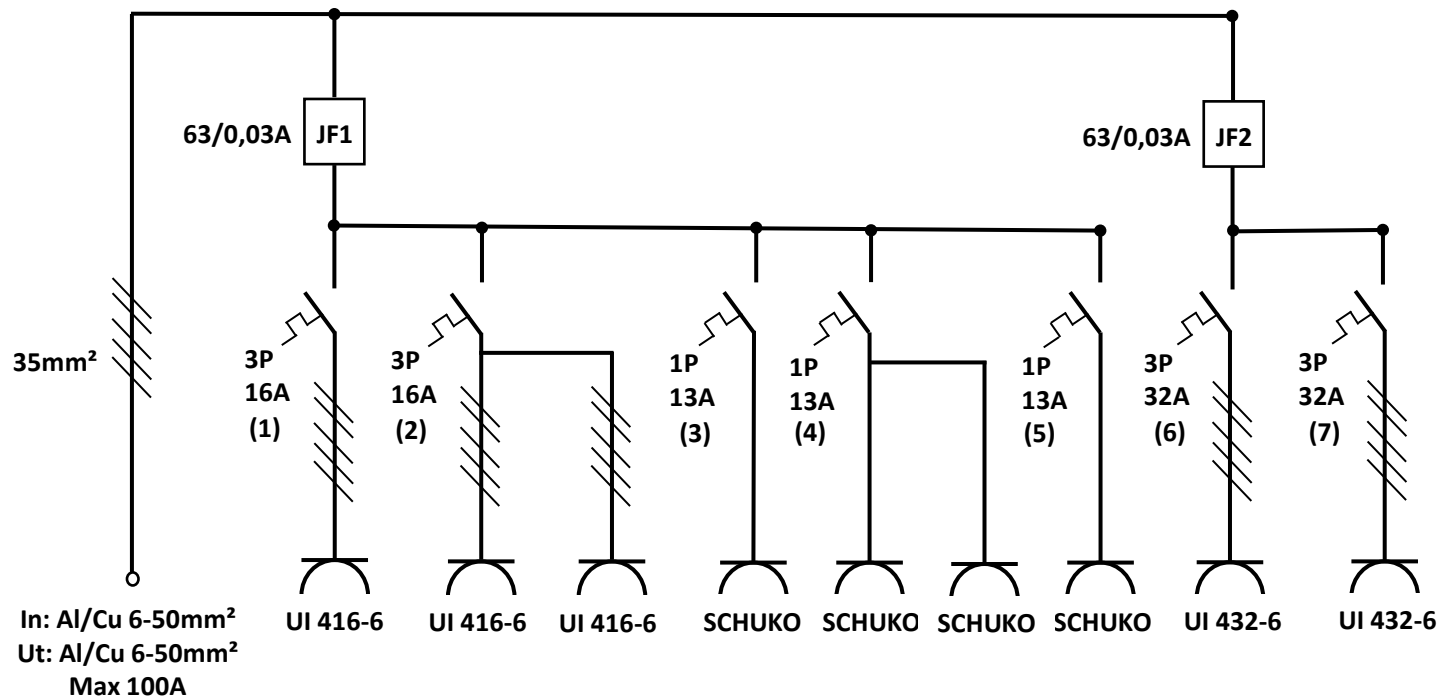 63/0,03A
JF1
63/0,03A
JF2
35mm²
3P
16A
(1)
3P
16A
(2)
1P
13A
(3)
1P
13A
(4)
1P
13A
(5)
3P
32A
(6)
3P
32A
(7)
UI 416-6
UI 416-6
UI 416-6
SCHUKO
SCHUKO
SCHUKO
SCHUKO
UI 432-6
UI 432-6
In: Al/Cu 6-50mm²
Ut: Al/Cu 6-50mm²
Max 100A